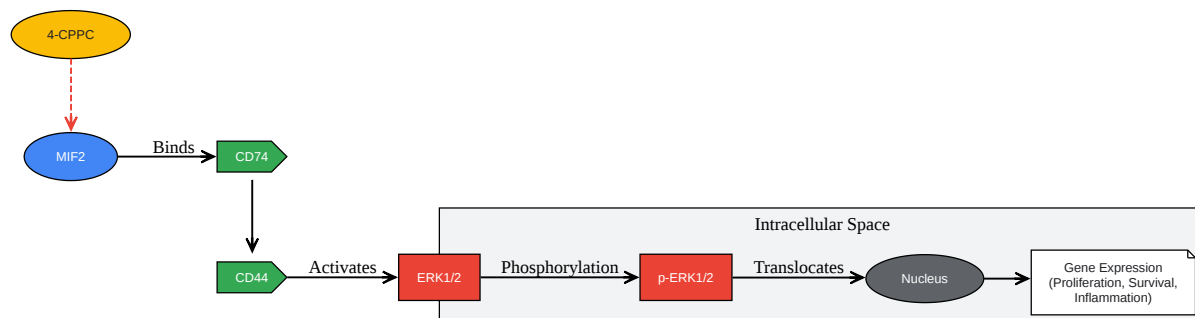 4-CPPC
MIF2
Binds
CD74
Intracellular Space
CD44
Activates
ERK1/2
Phosphorylation
p-ERK1/2
Translocates
Nucleus
Gene Expression
(Proliferation, Survival,
Inflammation)